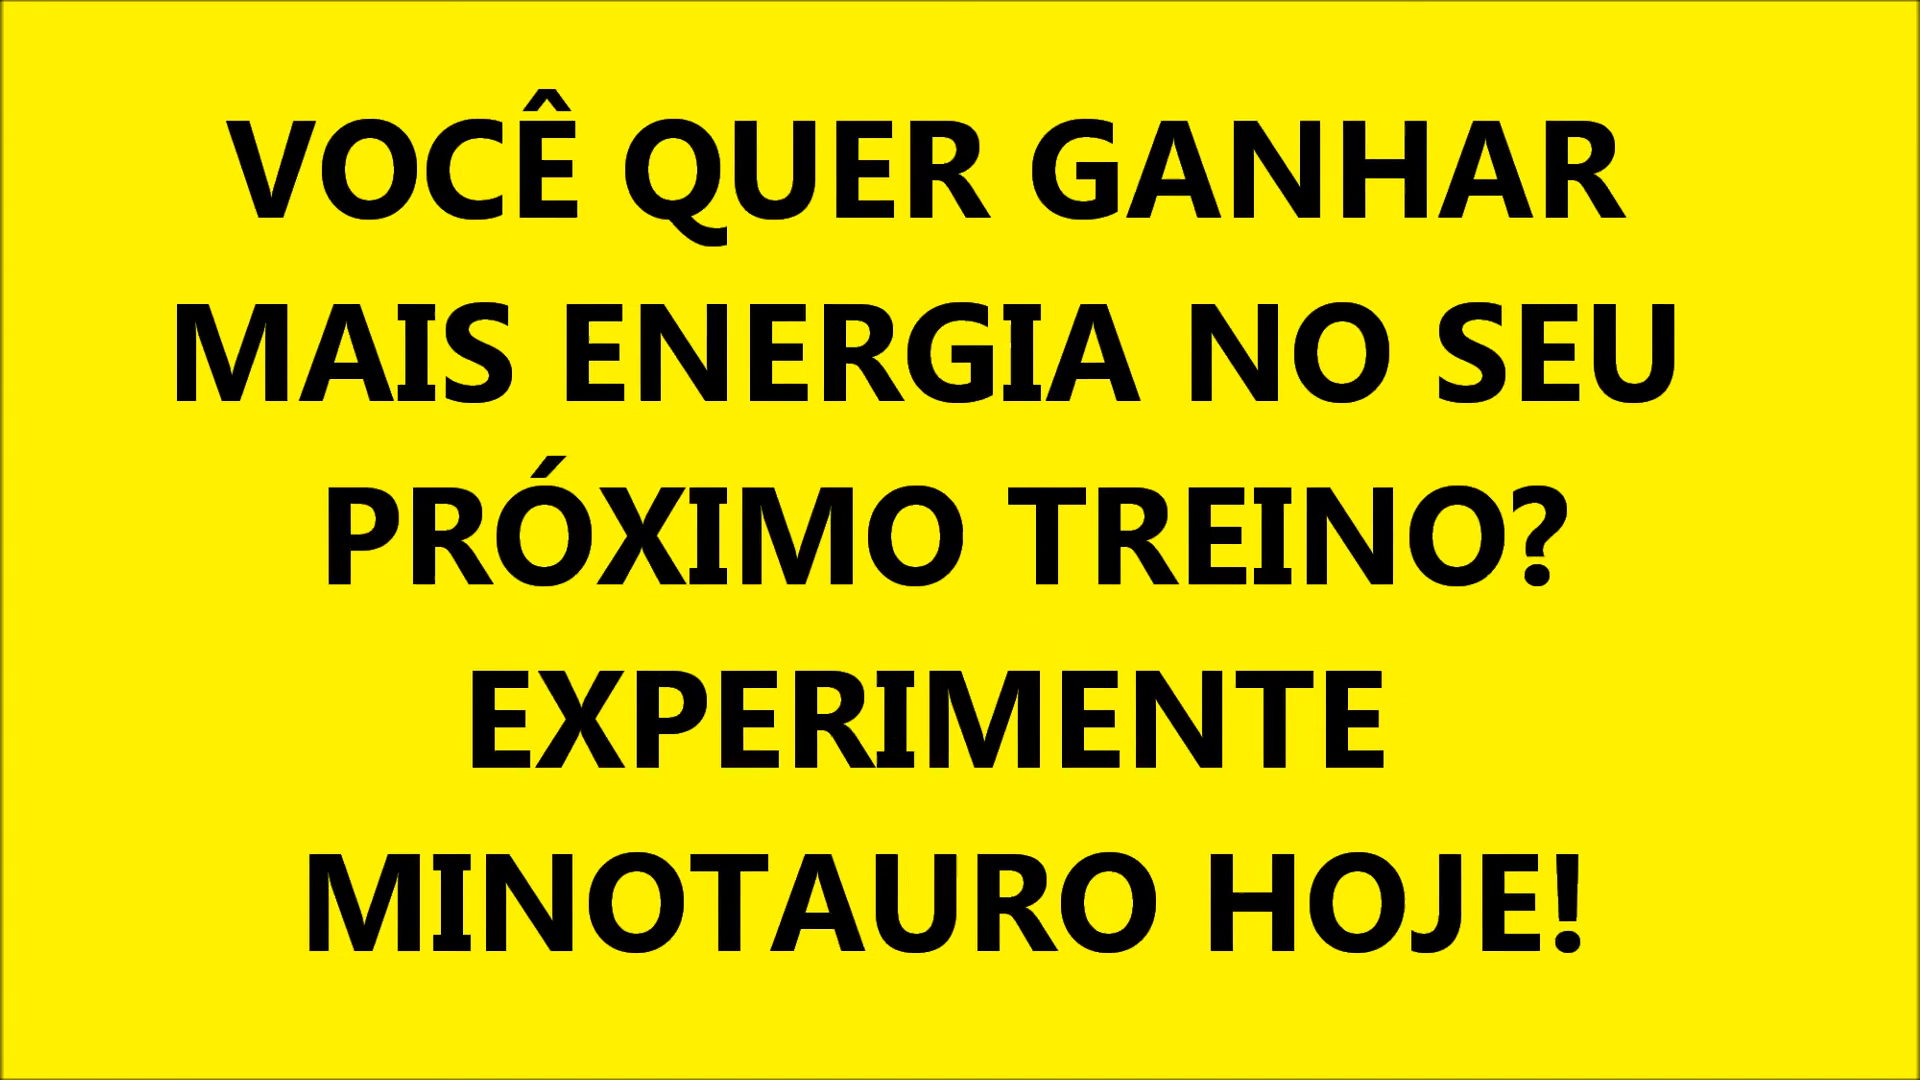 VOCÊ QUER GANHAR
MAIS ENERGIA NO SEU
PRÓXIMO TREINO?
EXPERIMENTE
MINOTAURO HOJE!